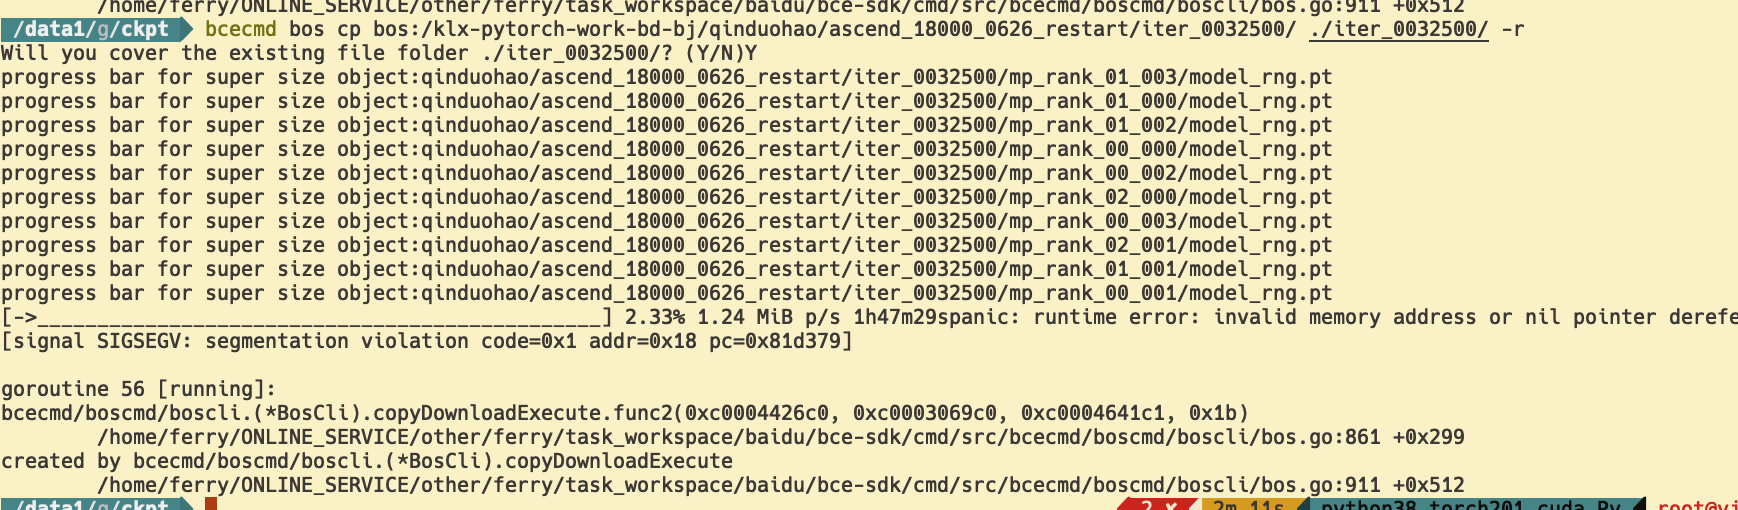 /home/ferry/ONLINE_SERVICE/other/ferry/task_workspace/baidu/bce-sdk/cmd/src/bcecmd/boscmd/boscli/bos.go:911 +0x512
/data1/g/ckpt bcecmd bos cp bos:/klx-pytorch-work-bd-bj/qinduohao/ascend_18000_0626_restart/iter_0032500/ ./iter_0032500/ -r
Will you cover the existing file folder ./iter_0032500/? (Y/N)Y
progress bar for super size object:qinduohao/ascend_18000_0626_restart/iter_0032500/mp_rank_01_003/model_rng.pt
progress bar for super size object:qinduohao/ascend_18000_0626_restart/iter_0032500/mp_rank_01_000/model_rng.pt
progress bar for super size object:qinduohao/ascend_18000_0626_restart/iter_0032500/mp_rank_01_002/model_rng.pt
progress bar for super size object:qinduohao/ascend_18000_0626_restart/iter_0032500/mp_rank_00_000/model_rng.pt
progress bar for super size object:qinduohao/ascend_18000_0626_restart/iter_0032500/mp_rank_00_002/model_rng.pt
progress bar for super size object:qinduohao/ascend_18000_0626_restart/iter_0032500/mp_rank_02_000/model_rng.pt
progress bar for super size object:qinduohao/ascend_18000_0626_restart/iter_0032500/mp_rank_00_003/model_rng.pt
progress bar for super size object:qinduohao/ascend_18000_0626_restart/iter_0032500/mp_rank_02_001/model_rng.pt
progress bar for super size object:qinduohao/ascend_18000_0626_restart/iter_0032500/mp_rank_01_001/model_rng.pt
progress bar for super size object:qinduohao/ascend_18000_0626_restart/iter_0032500/mp_rank_00_001/model_rng.pt
[->_______________________________________________] 2.33% 1.24 MiB p/s 1h47m29spanic: runtime error: invalid memory address or nil pointer derefe
[signal SIGSEGV: segmentation violation code=0x1 addr=0x18 pc=0x81d379]
goroutine 56 [running]:
bcecmd/boscmd/boscli.(*BosCli).copyDownloadExecute.func2(0xc0004426c0, 0xc0003069c0, 0xc0004641c1, 0x1b)
/home/ferry/ONLINE_SERVICE/other/ferry/task_workspace/baidu/bce-sdk/cmd/src/bcecmd/boscmd/boscli/bos.go:861 +0x299
created by bcecmd/boscmd/boscli.(*BosCli).copyDownloadExecute
/home/ferry/ONLINE_SERVICE/other/ferry/task_workspace/baidu/bce-sdk/cmd/src/bcecmd/boscmd/boscli/bos.go:911 +0x512
/data1/g/ckpt 2 ✘ 2m 11s python38_torch201_cuda Py